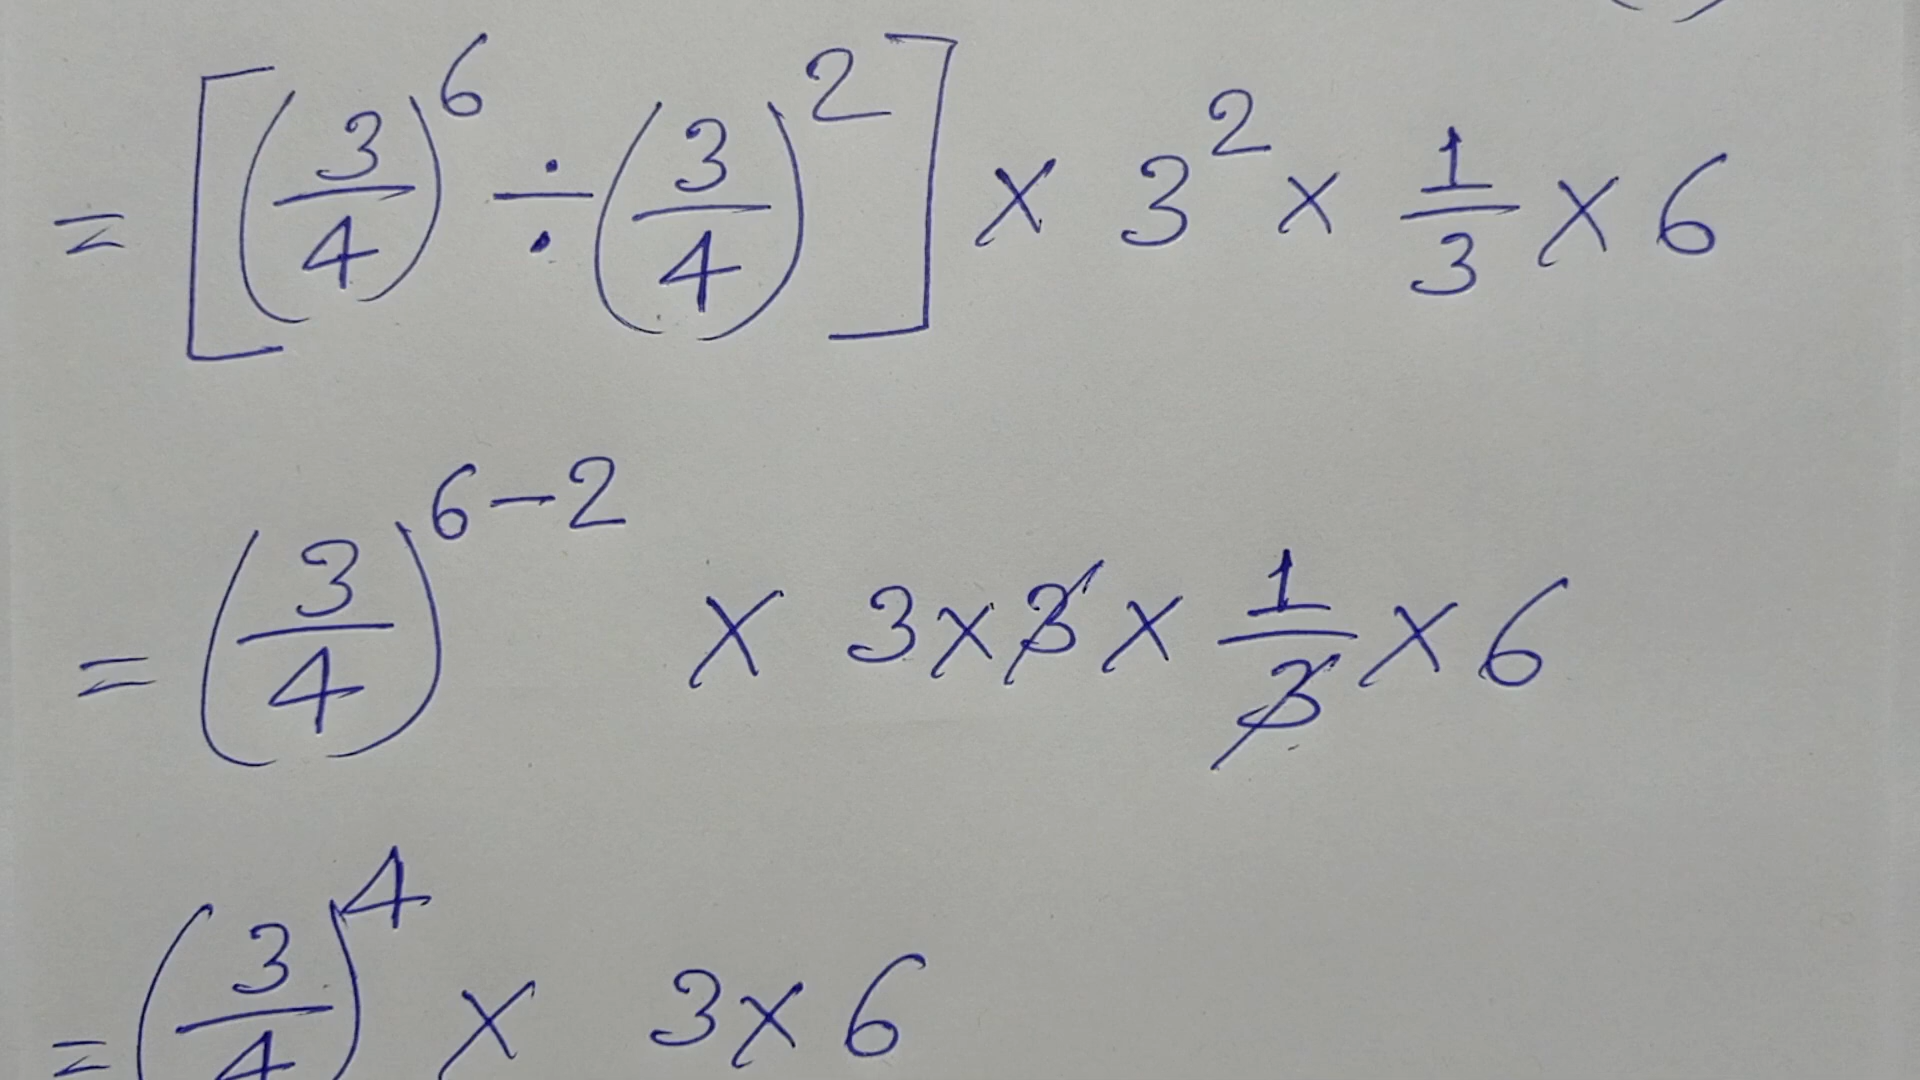 = [(3/4)^6 ÷ (3/4)^2] × 3^2 × 1/3 × 6
= (3/4)^6-2 × 3 × 3 × 1/3 × 6
= (3/4)^4 × 3 × 6